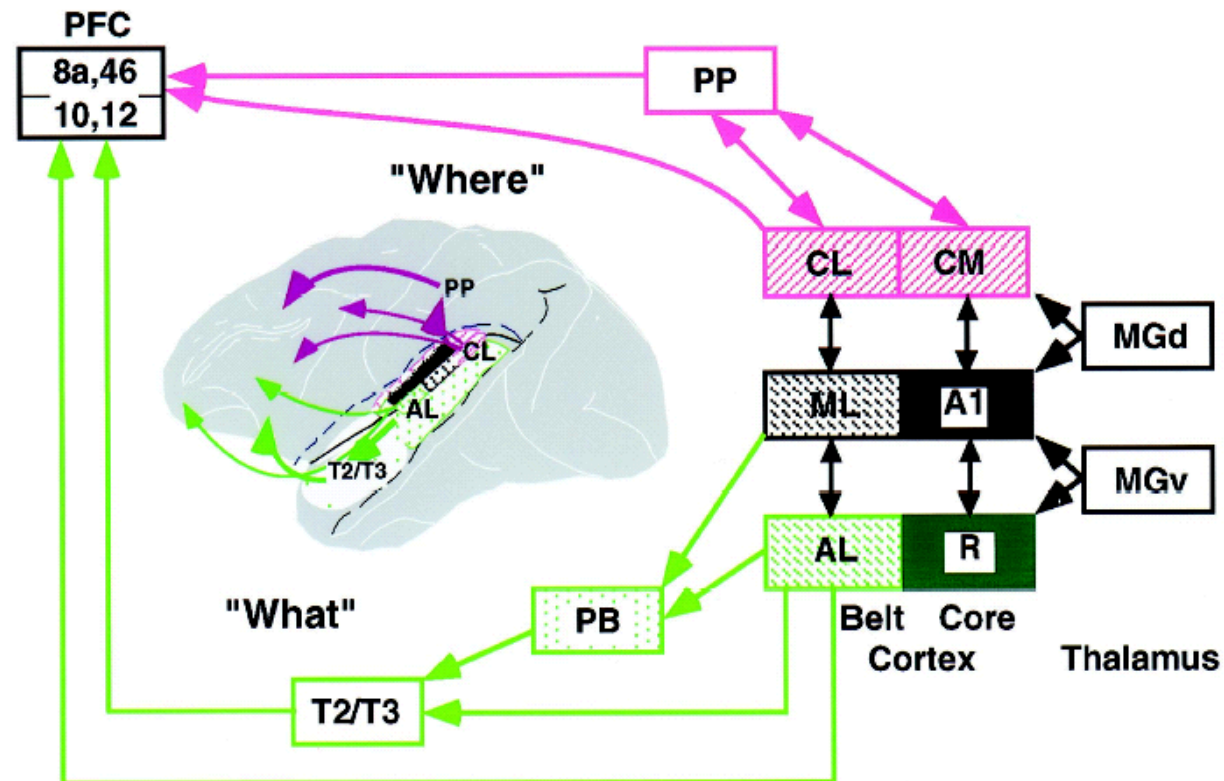 PFC
8a,46
10,12
PP
"Where"
CL
CM
MGd
PP
CL
AL
T2/T3
ML
A1
MGv
AL
R
"What"
PB
Belt
Core
Cortex
Thalamus
T2/T3